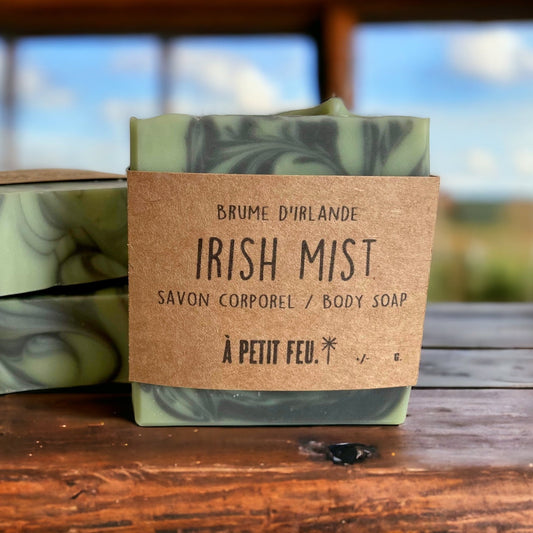 BRUME D'IRLANDE
IRISH MIST
SAVON CORPOREL / BODY SOAP
À PETIT FEU.
+/- G.